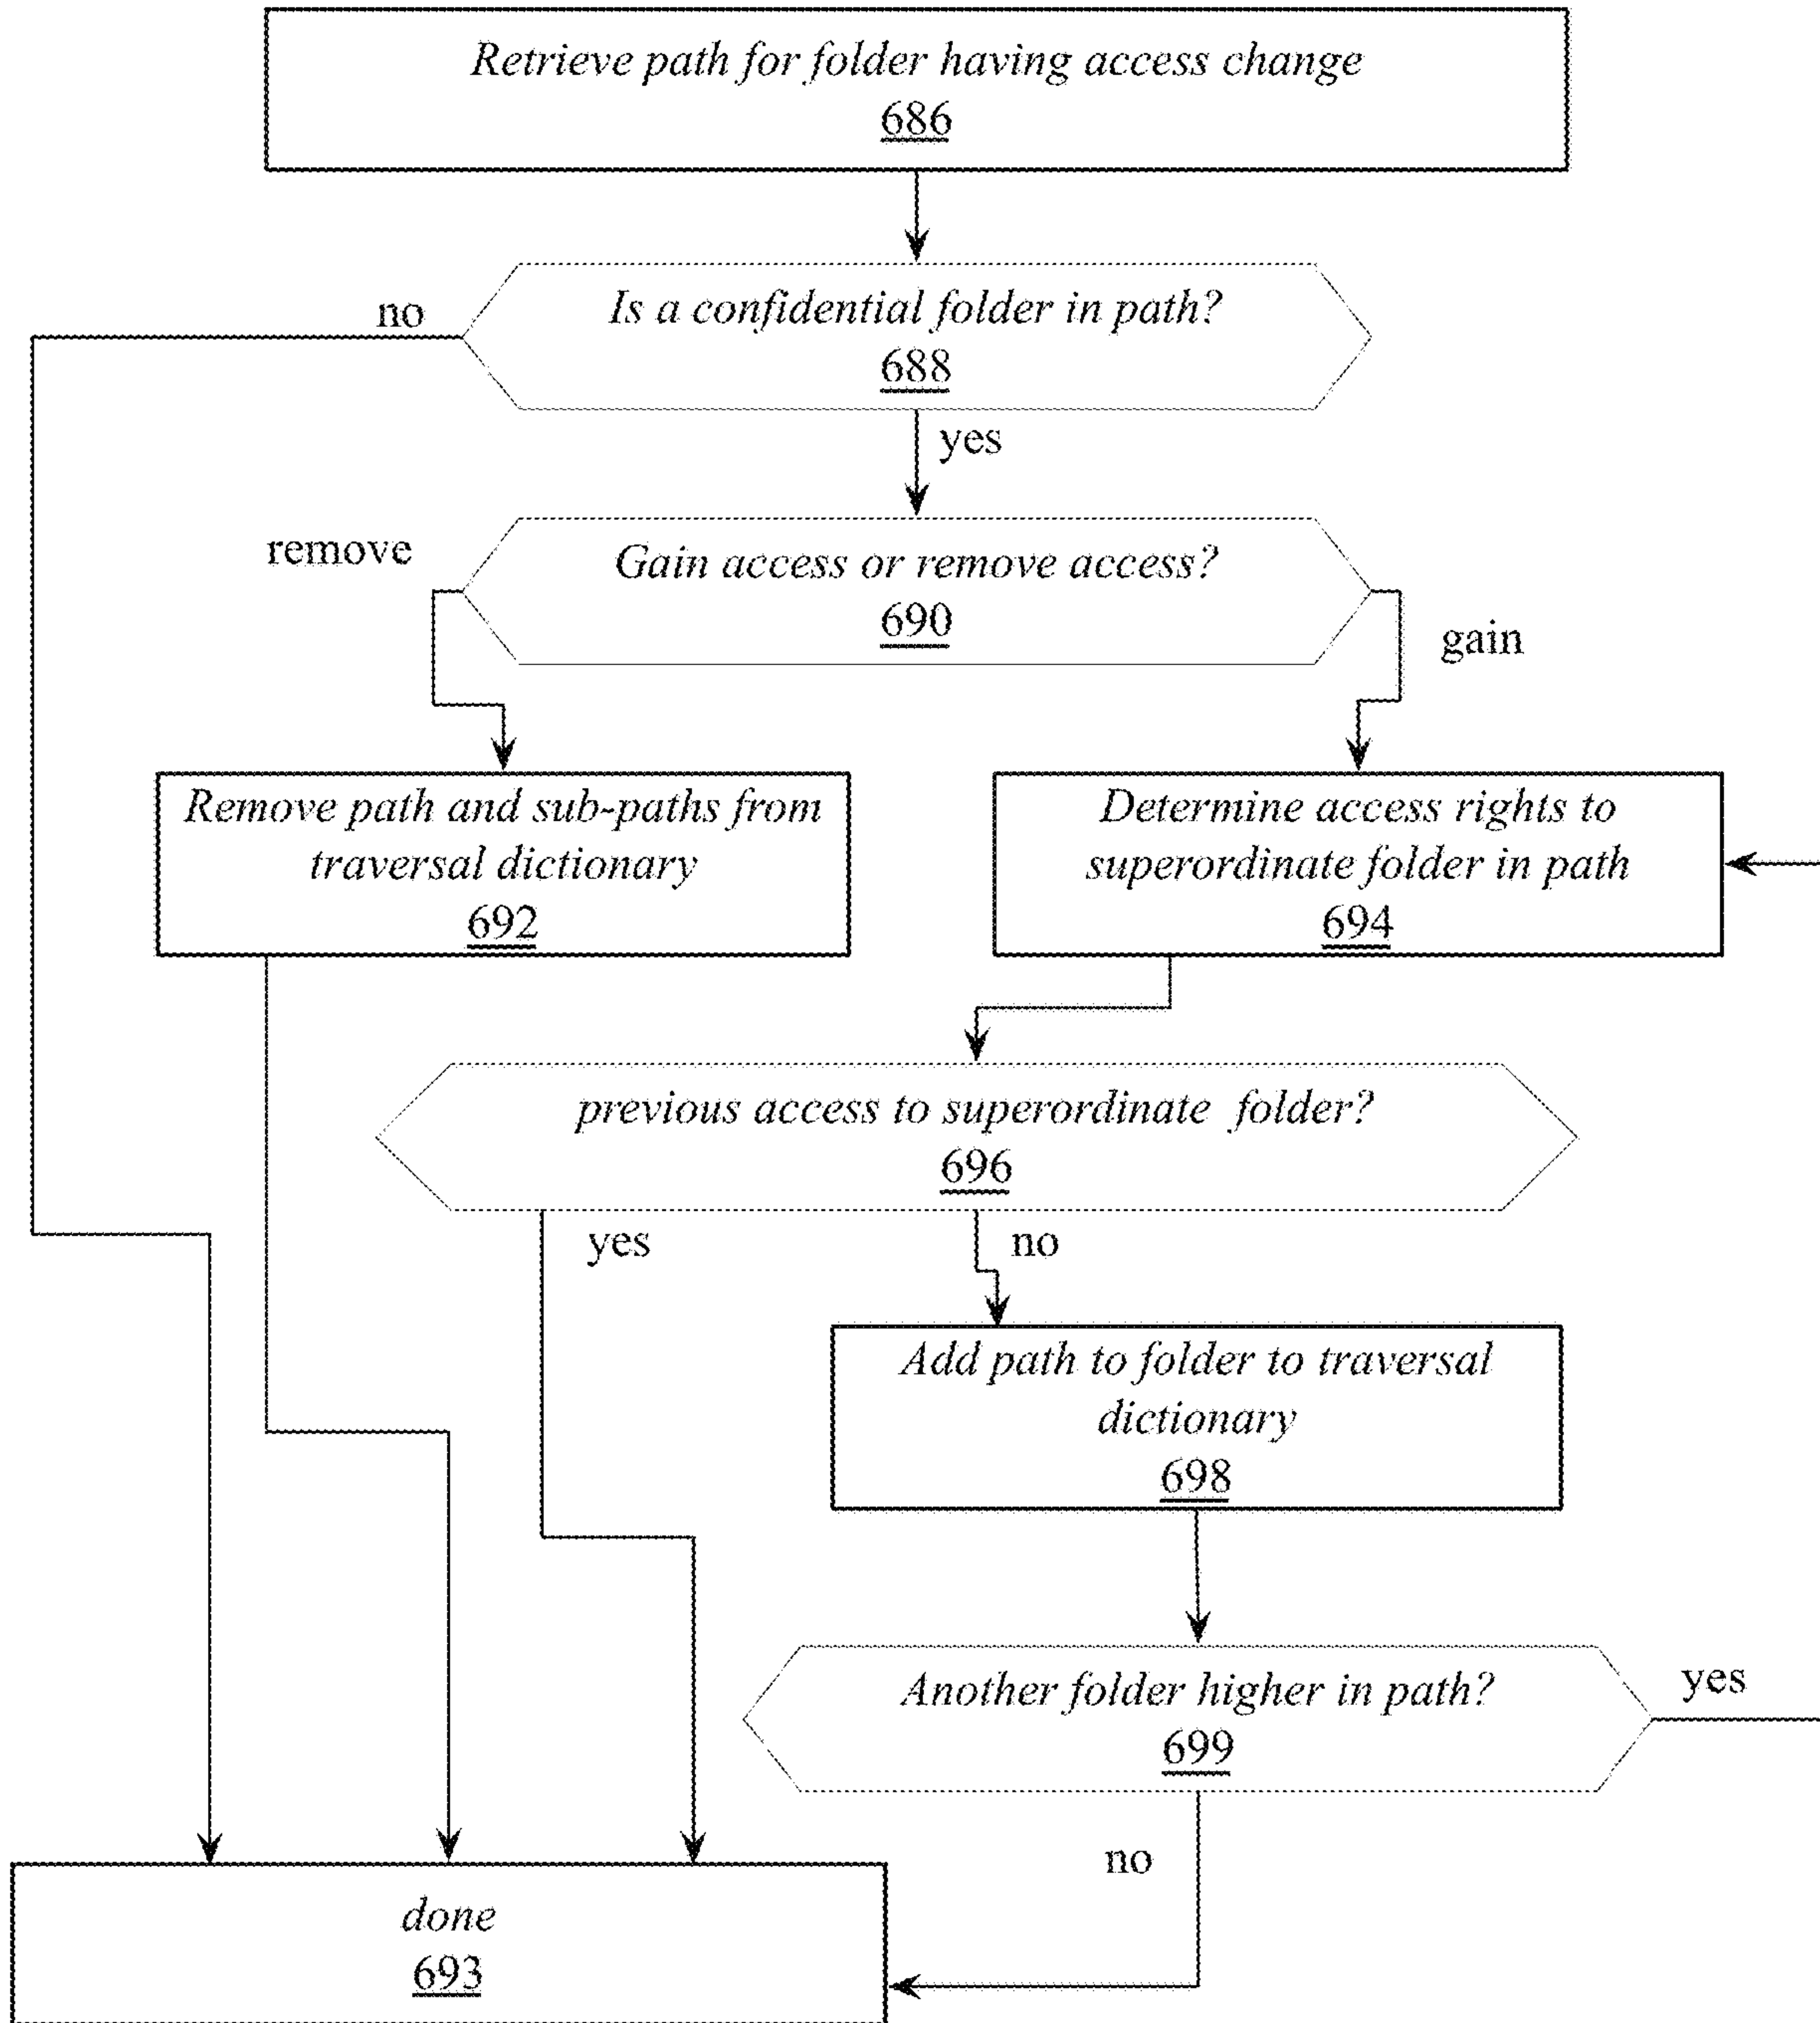 Retrieve path for folder having access change
686
no
Is a confidential folder in path?
688
yes
remove
Gain access or remove access?
690
gain
Remove path and sub-paths from
traversal dictionary
692
Determine access rights to
superordinate folder in path
694
previous access to superordinate folder?
696
yes
no
Add path to folder to traversal
dictionary
698
Another folder higher in path?
699
yes
no
done
693